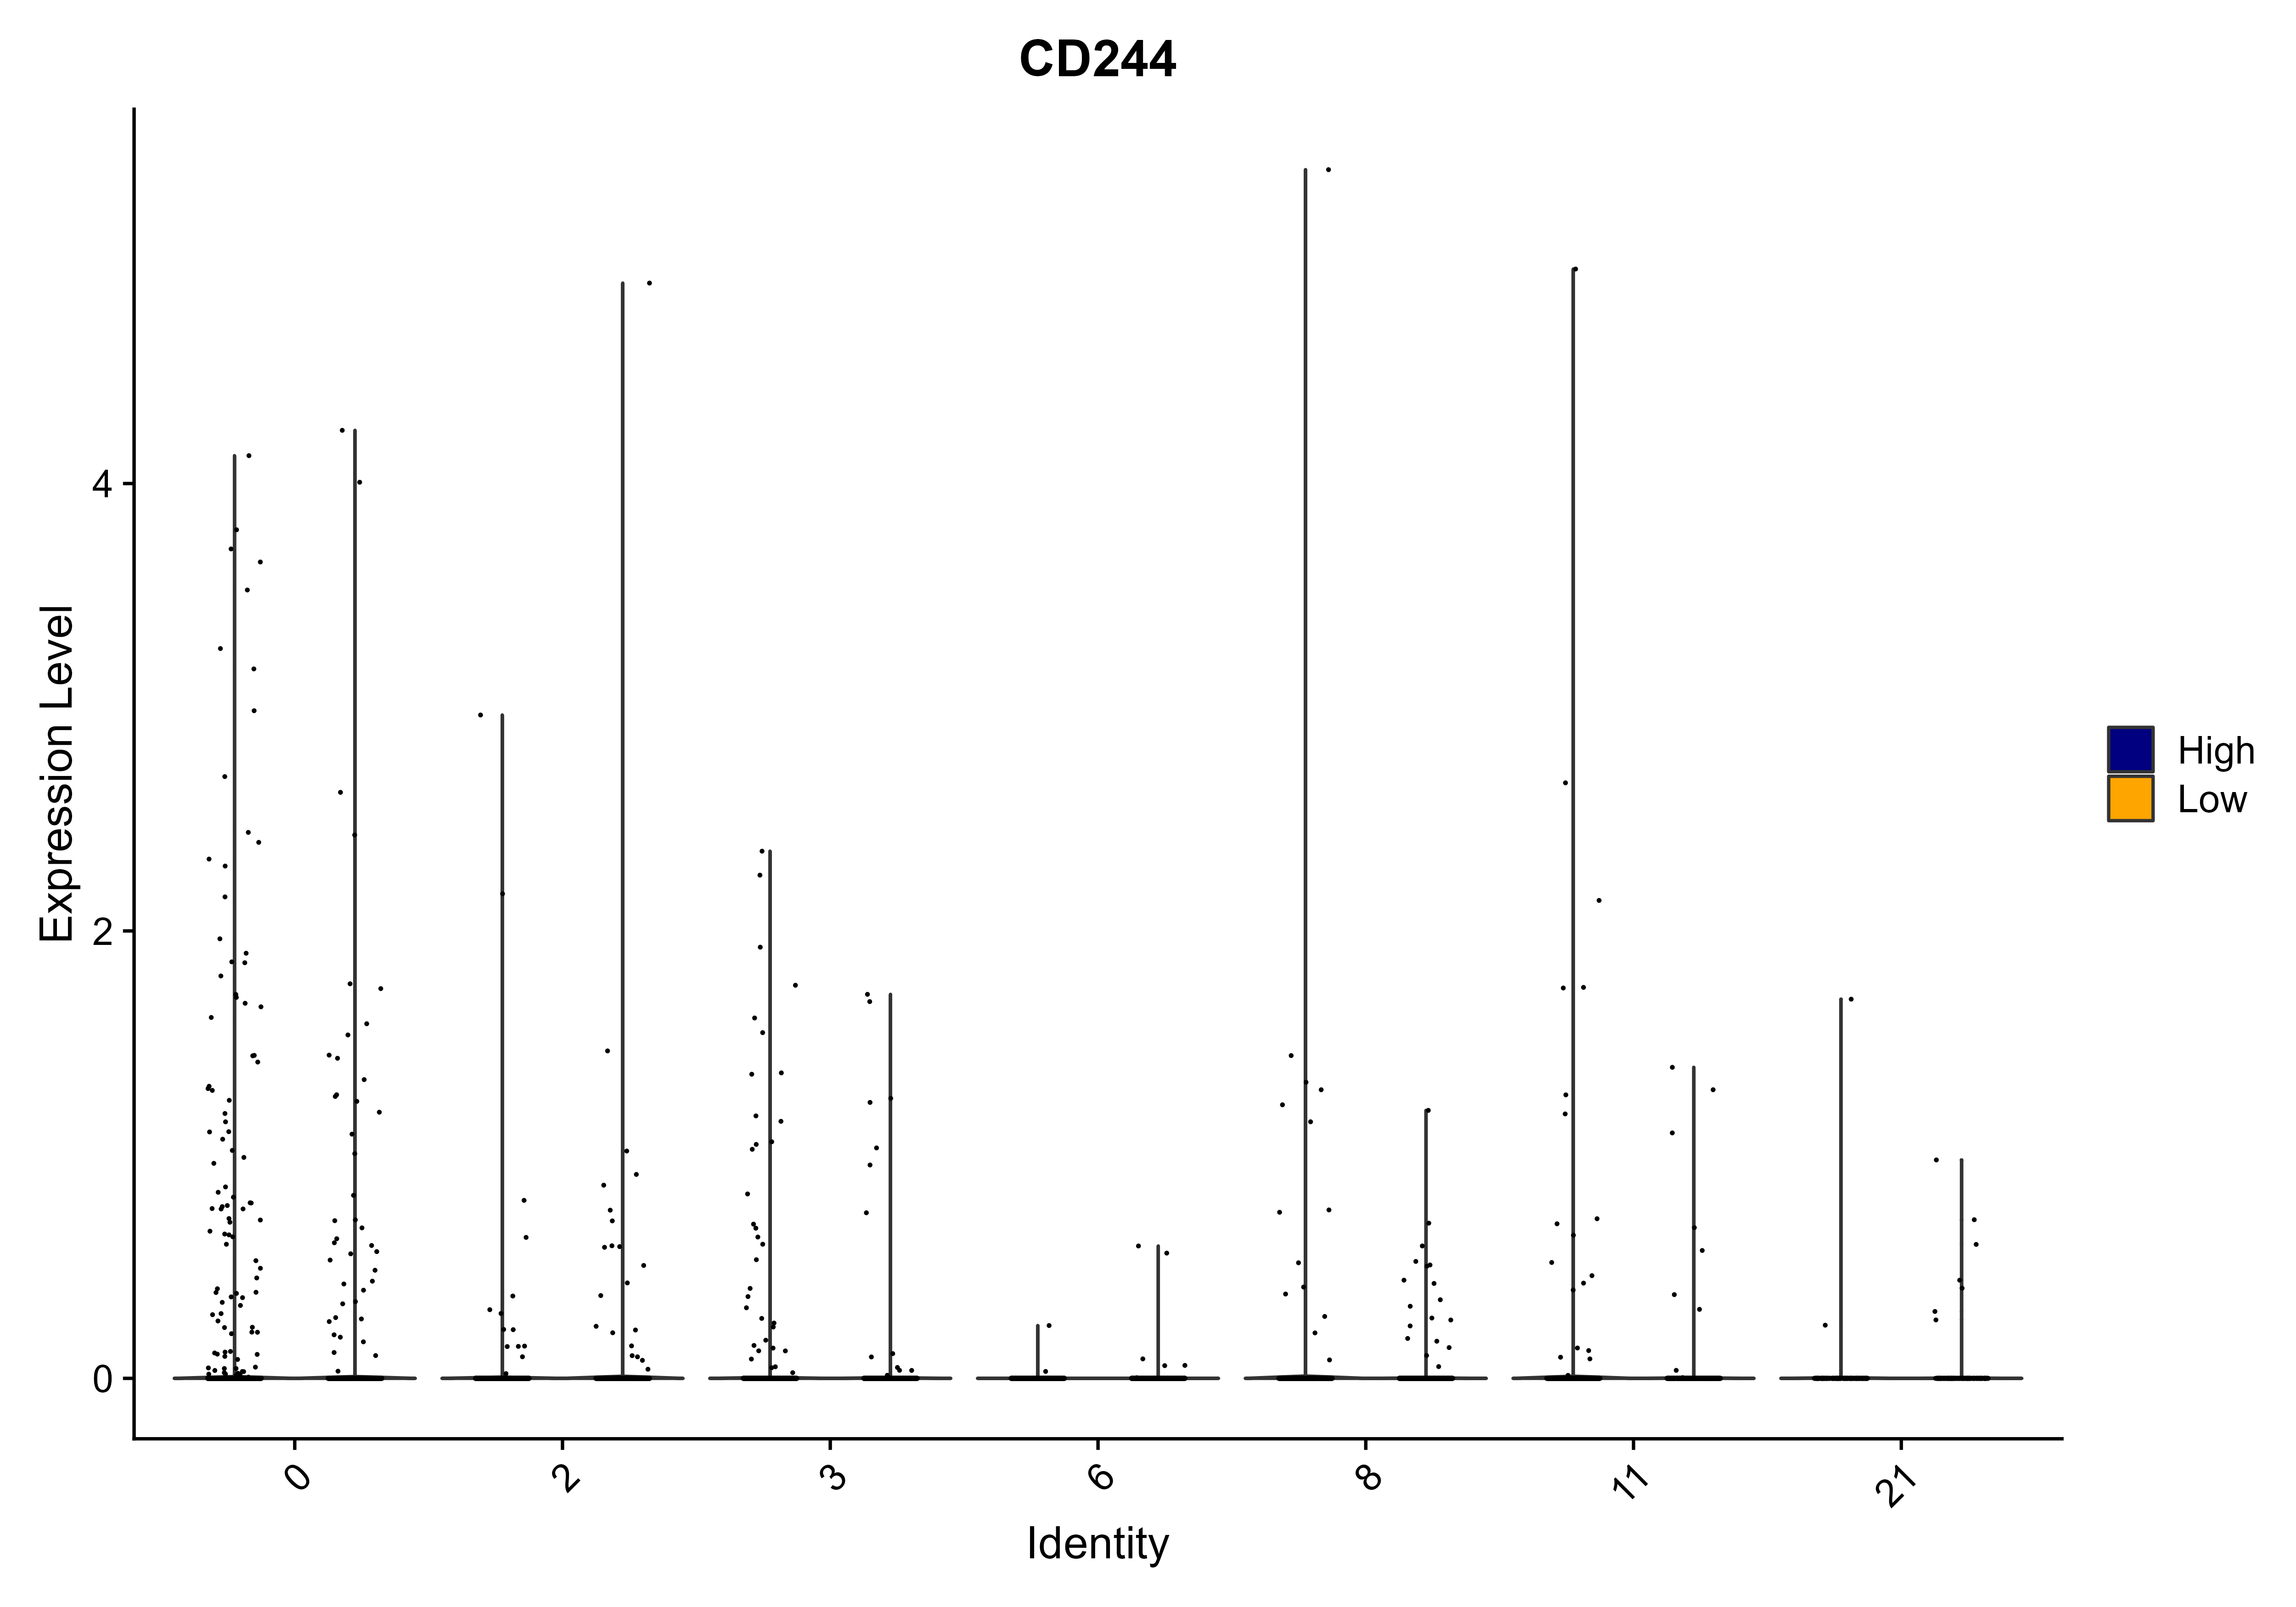 CD244
Expression Level
4
2
0
0 2 3 6 8 11 21
Identity
High
Low